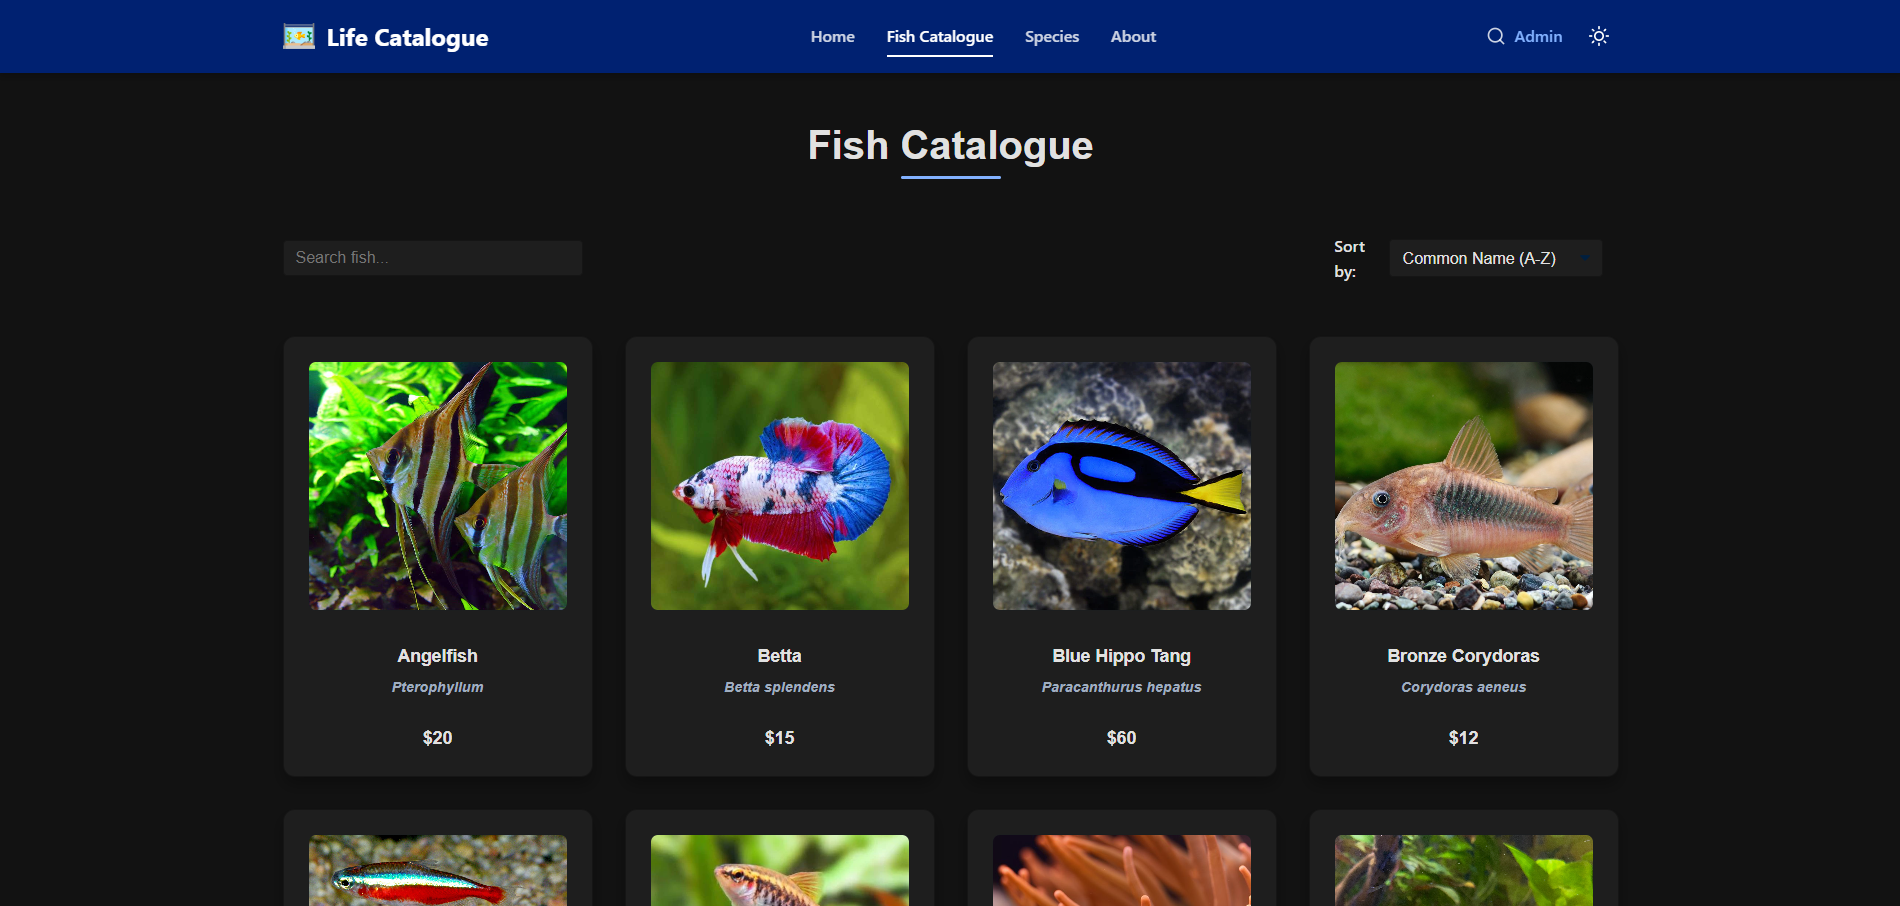 Life Catalogue
Home
Fish Catalogue
Species
About
Admin
Fish Catalogue
Search fish...
Sort
by:
Common Name (A-Z)
Angelfish
Pterophyllum
$20
Betta
Betta splendens
$15
Blue Hippo Tang
Paracanthurus hepatus
$60
Bronze Corydoras
Corydoras aeneus
$12